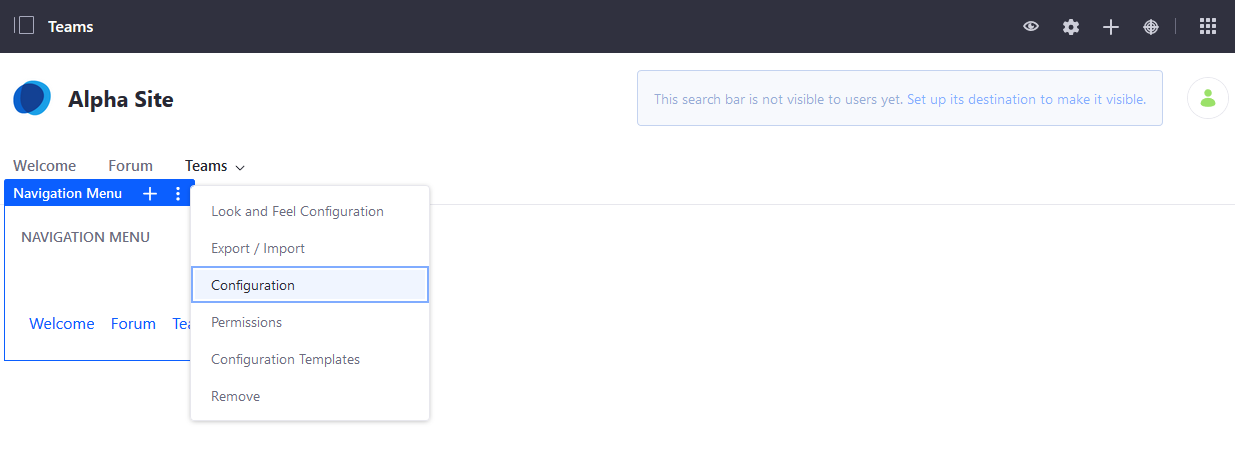 Teams
Alpha Site
This search bar is not visible to users yet. Set up its destination to make it visible.
Welcome Forum Teams
Navigation Menu
Look and Feel Configuration
NAVIGATION MENU
Export / Import
Configuration
Permissions
Welcome Forum
Configuration Templates
Remove